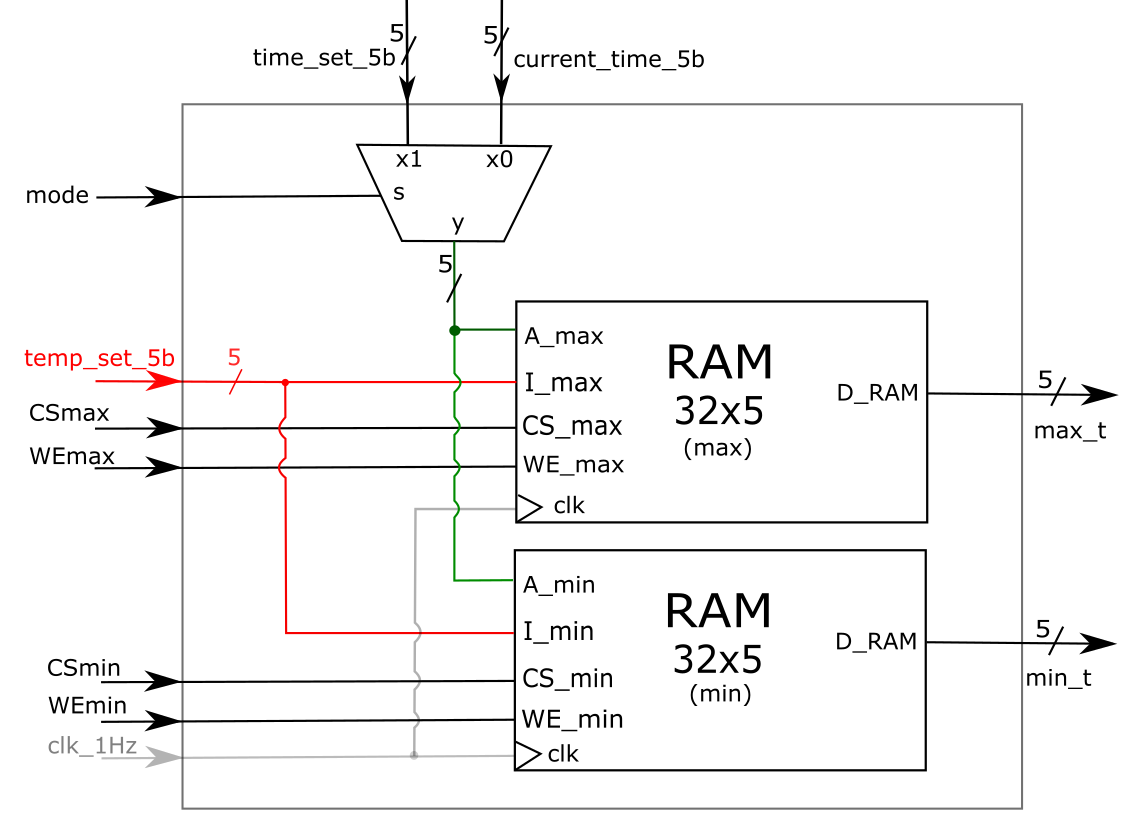 5
5
time_set_5b
current_time_5b
x1
x0
mode
s
y
5
A_max
temp_set_5b
5
I_max
RAM
32x5
(max)
D_RAM
5
max_t
CSmax
CS_max
WEmax
WE_max
clk
A_min
I_min
RAM
32x5
(min)
D_RAM
5
min_t
CSmin
CS_min
WEmin
WE_min
clk_1Hz
clk